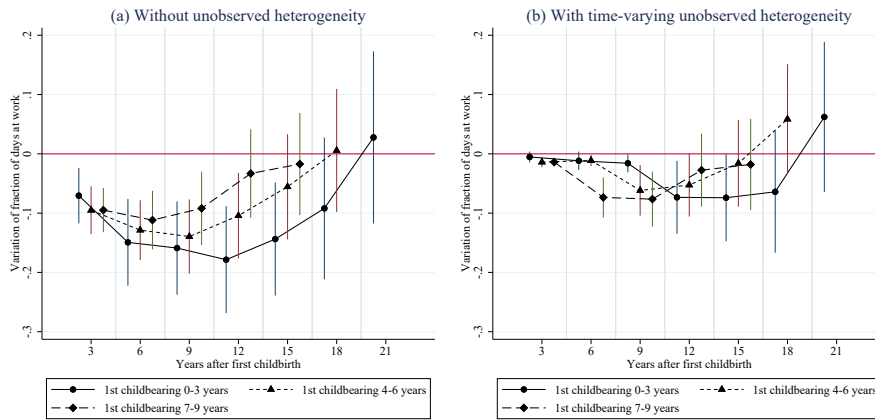 (a) Without unobserved heterogeneity
Variation of fraction of days at work
.2
.1
0
-.1
-.2
-.3
3 6 9 12 15 18 21
Years after first childbirth
1st childbearing 0-3 years 1st childbearing 4-6 years
1st childbearing 7-9 years
(b) With time-varying unobserved heterogeneity
Variation of fraction of days at work
.2
.1
0
-.1
-.2
-.3
3 6 9 12 15 18 21
Years after first childbirth
1st childbearing 0-3 years 1st childbearing 4-6 years
1st childbearing 7-9 years